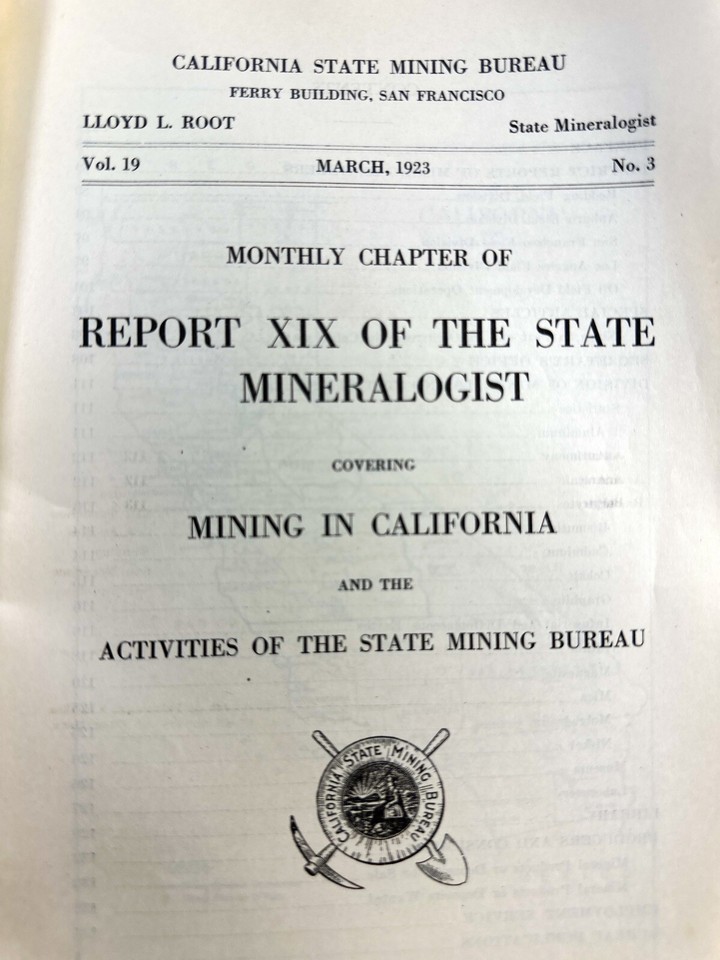 CALIFORNIA STATE MINING BUREAU
FERRY BUILDING, SAN FRANCISCO
LLOYD L. ROOT State Mineralogist
Vol. 19 MARCH, 1923 No. 3
MONTHLY CHAPTER OF
REPORT XIX OF THE STATE
MINERALOGIST
COVERING
MINING IN CALIFORNIA
AND THE
ACTIVITIES OF THE STATE MINING BUREAU
CALIFORNIA STATE MINING BUREAU